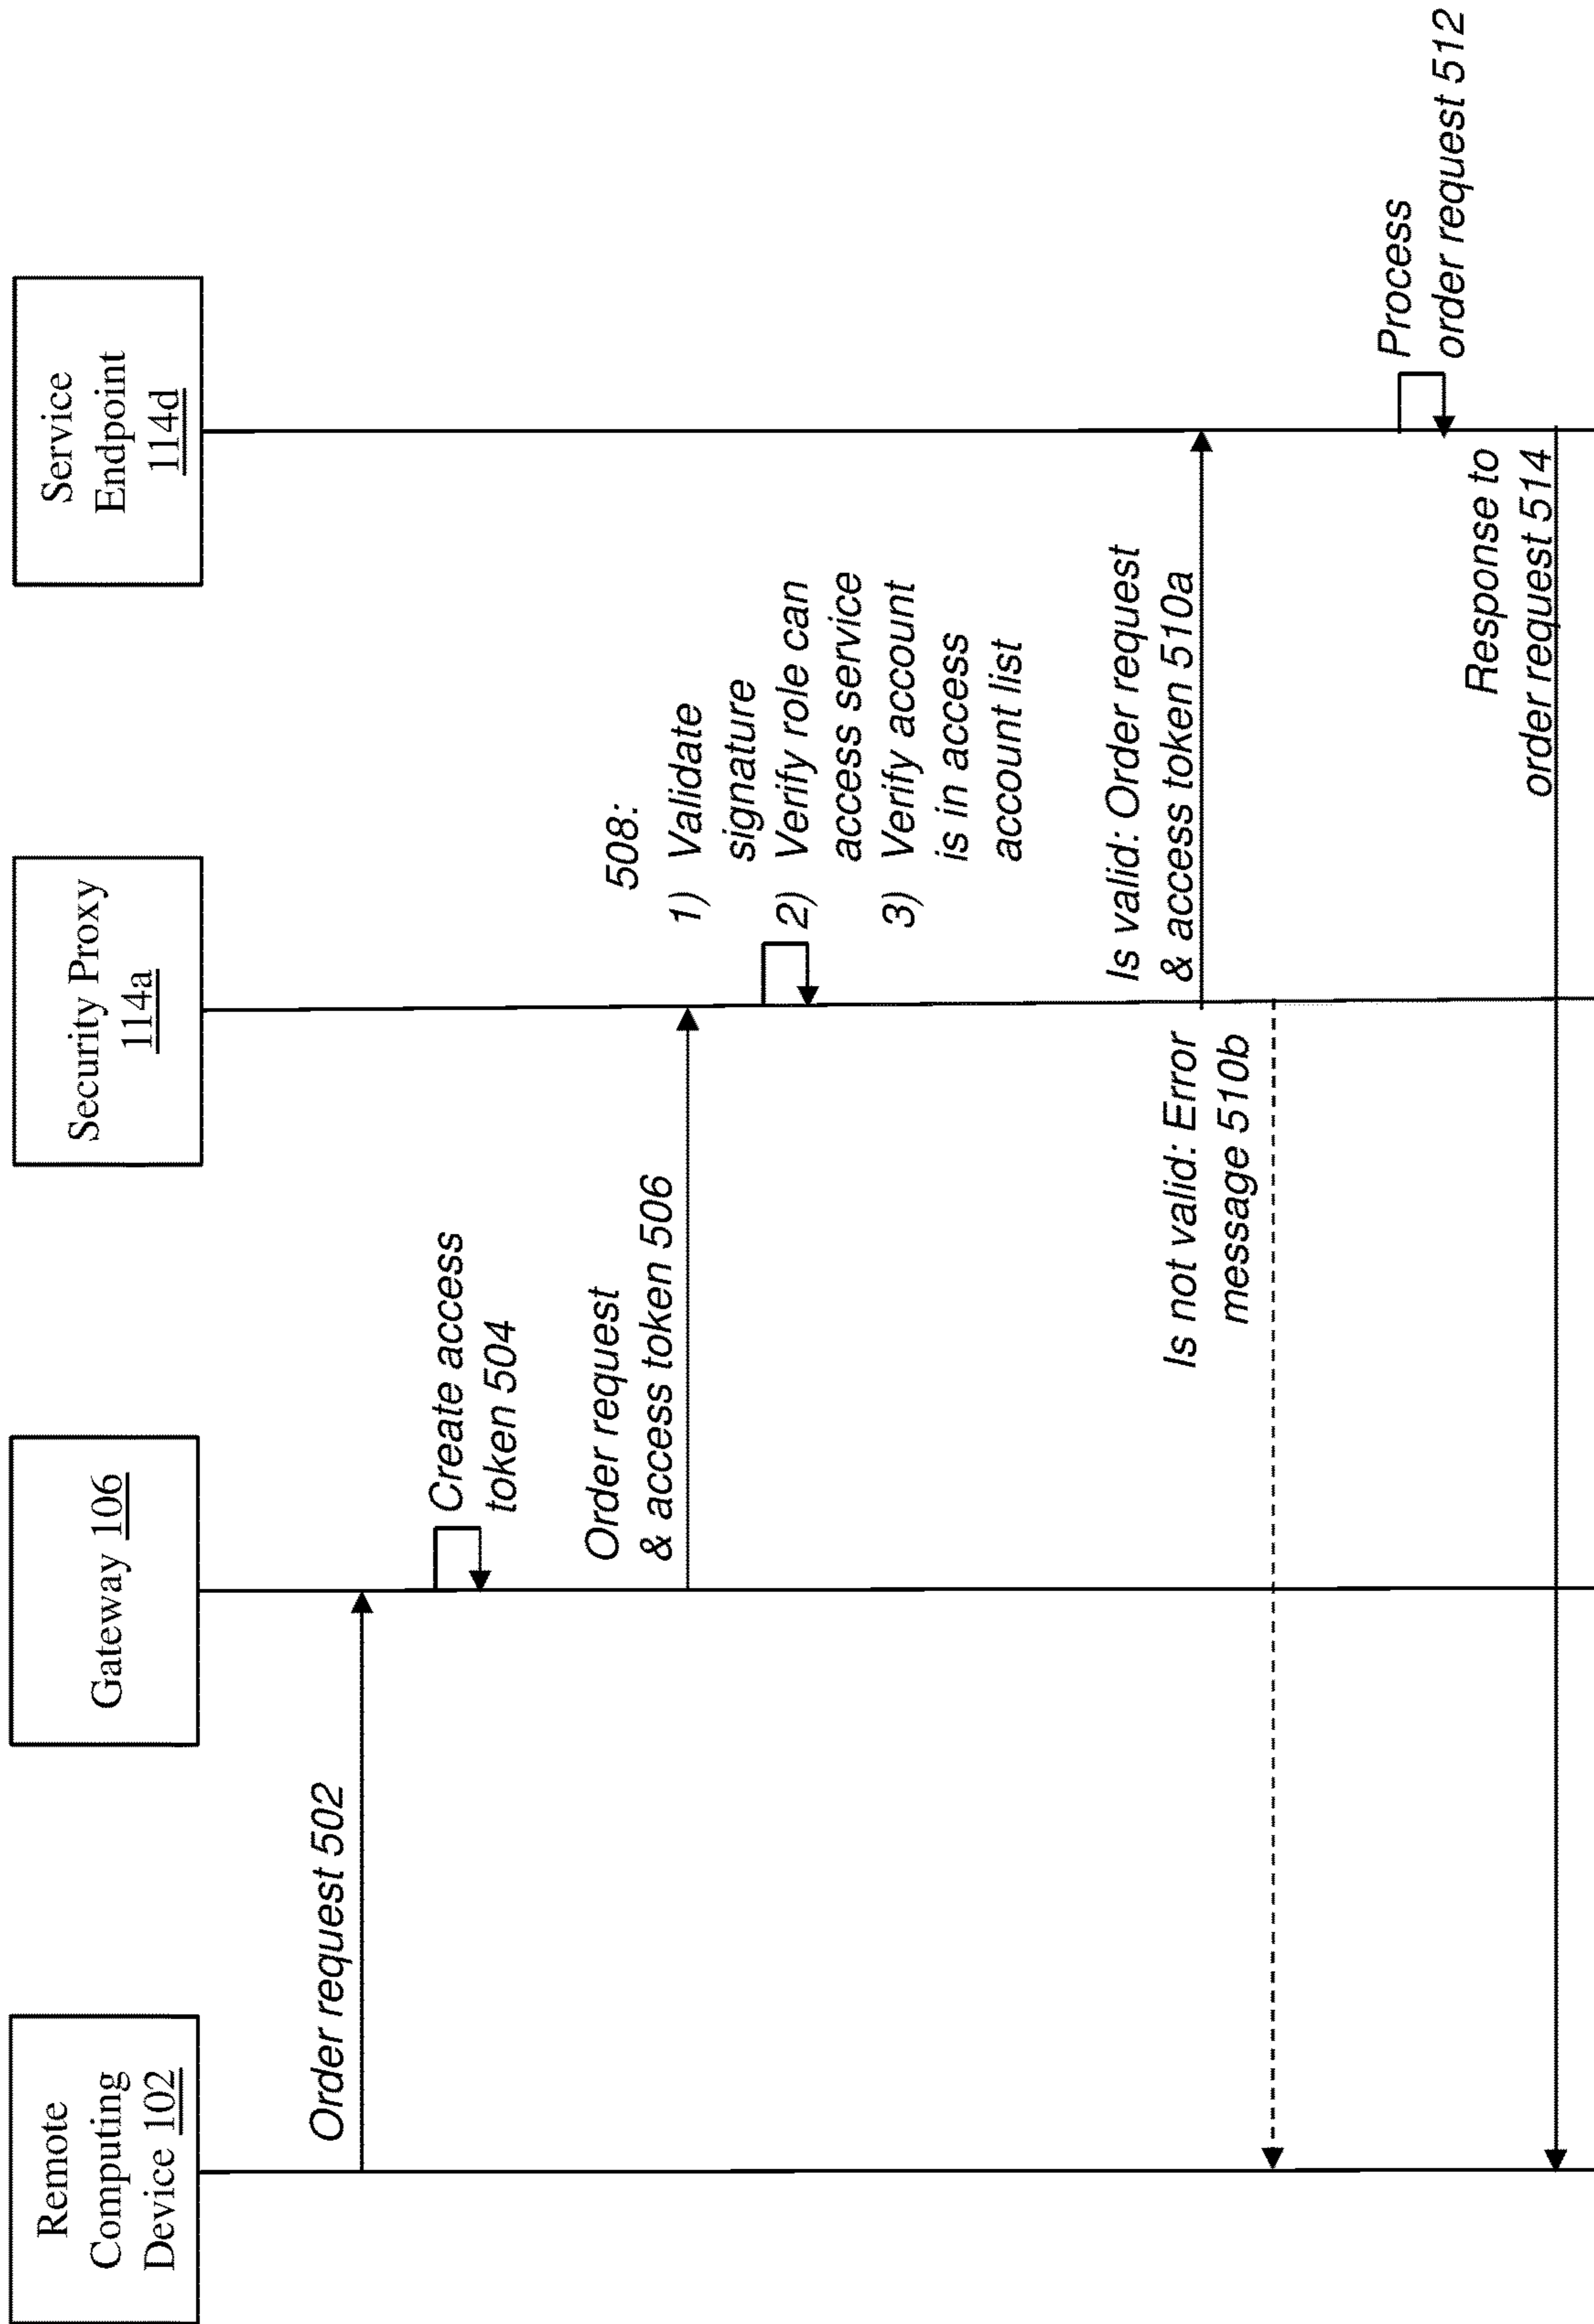 Remote
Computing
Device 102
Gateway 106
Security Proxy
114a
Service
Endpoint
114d
Order request 502
Create access
token 504
Order request
& access token 506
508:
1) Validate
signature
2) Verify role can
access service
3) Verify account
is in access
account list
Is valid: Order request
& access token 510a
Is not valid: Error
message 510b
Process
order request 512
Response to
order request 514